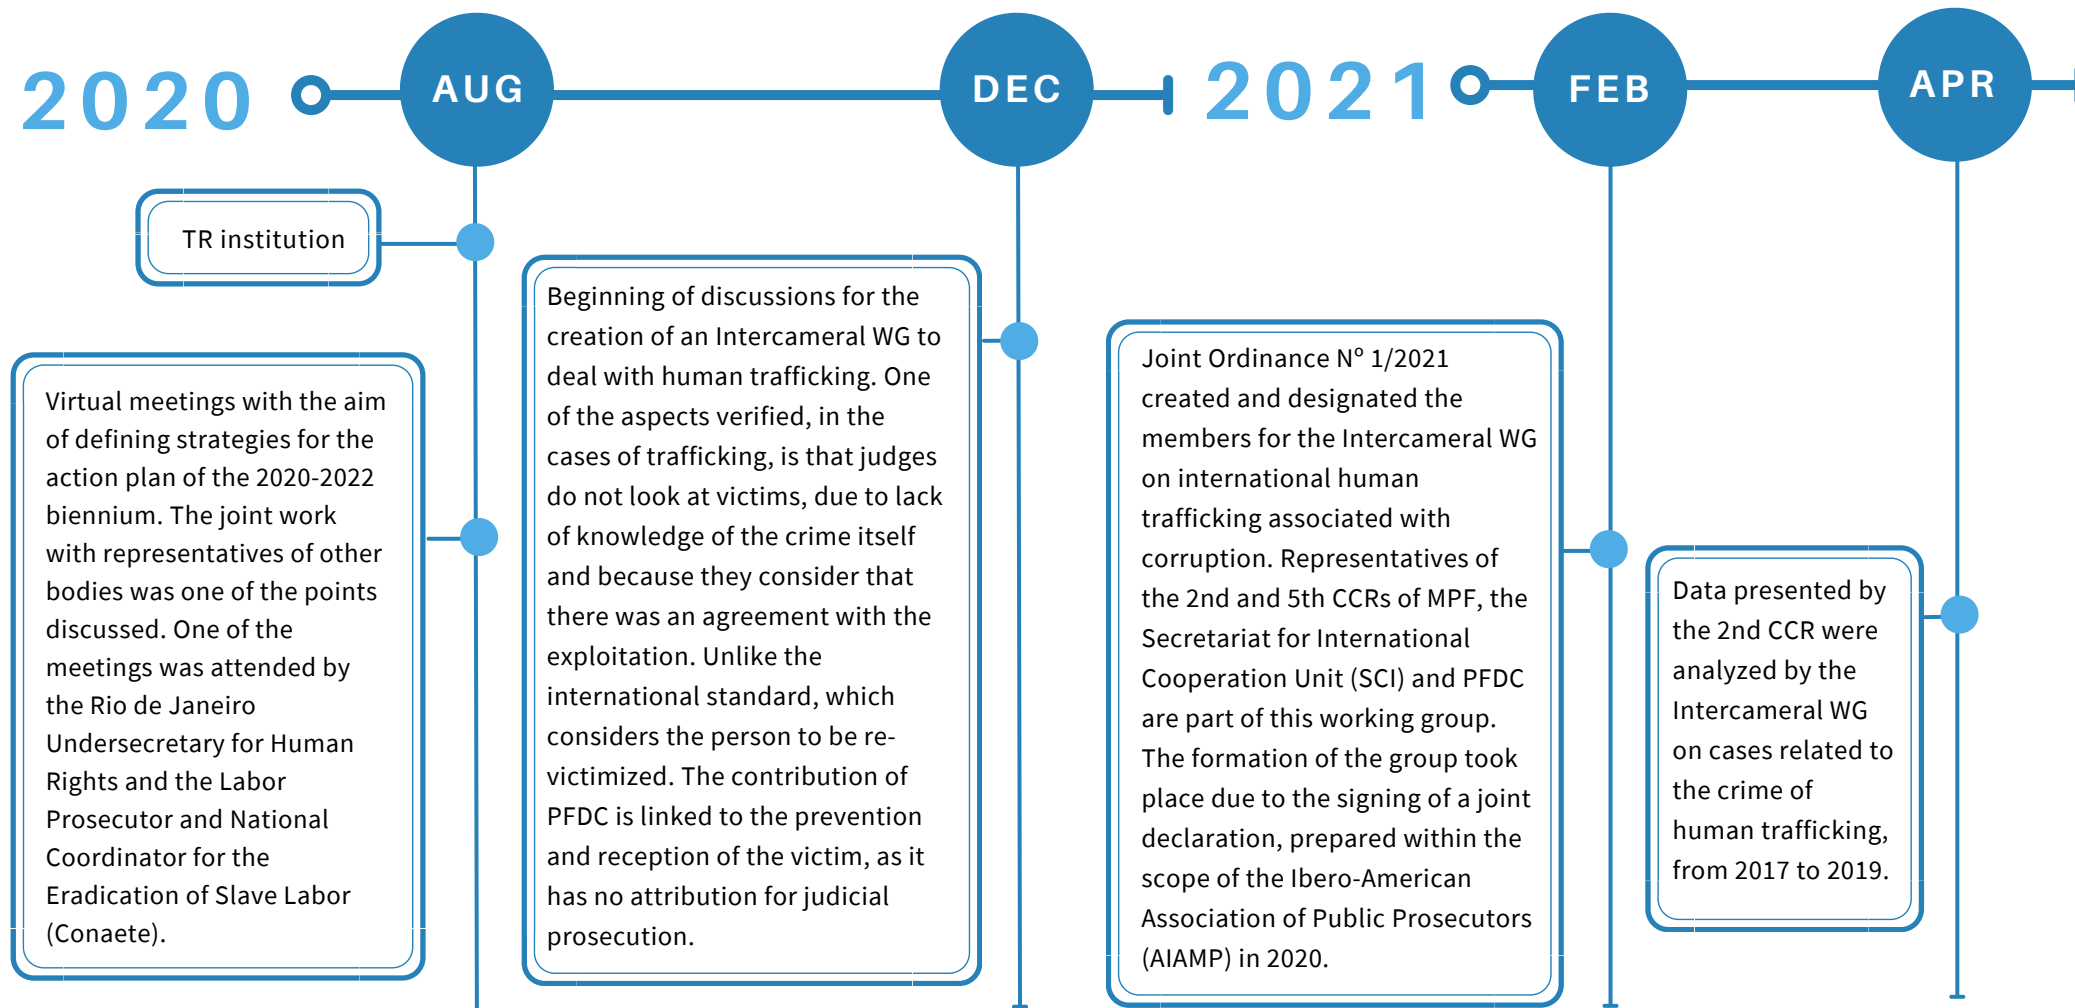 2020
AUG
DEC
2021
FEB
APR
TR institution
Virtual meetings with the aim
of defining strategies for the
action plan of the 2020-2022
biennium. The joint work
with representatives of other
bodies was one of the points
discussed. One of the
meetings was attended by
the Rio de Janeiro
Undersecretary for Human
Rights and the Labor
Prosecutor and National
Coordinator for the
Eradication of Slave Labor
(Conaete).
Beginning of discussions for the
creation of an Intercameral WG to
deal with human trafficking. One
of the aspects verified, in the
cases of trafficking, is that judges
do not look at victims, due to lack
of knowledge of the crime itself
and because they consider that
there was an agreement with the
exploitation. Unlike the
international standard, which
considers the person to be re-
victimized. The contribution of
PFDC is linked to the prevention
and reception of the victim, as it
has no attribution for judicial
prosecution.
Joint Ordinance Nº 1/2021
created and designated the
members for the Intercameral WG
on international human
trafficking associated with
corruption. Representatives of
the 2nd and 5th CCRs of MPF, the
Secretariat for International
Cooperation Unit (SCI) and PFDC
are part of this working group.
The formation of the group took
place due to the signing of a joint
declaration, prepared within the
scope of the Ibero-American
Association of Public Prosecutors
(AIAMP) in 2020.
Data presented by
the 2nd CCR were
analyzed by the
Intercameral WG
on cases related to
the crime of
human trafficking,
from 2017 to 2019.